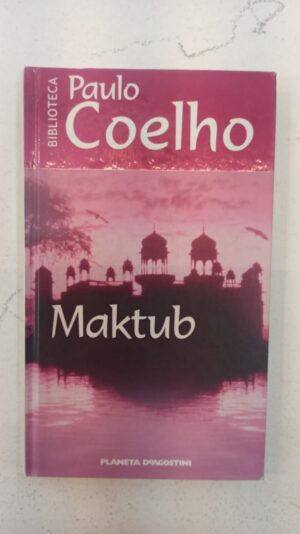 BIBLIOTECA
Paulo
Coelho
Maktub
PLANETA DEAGOSTINI